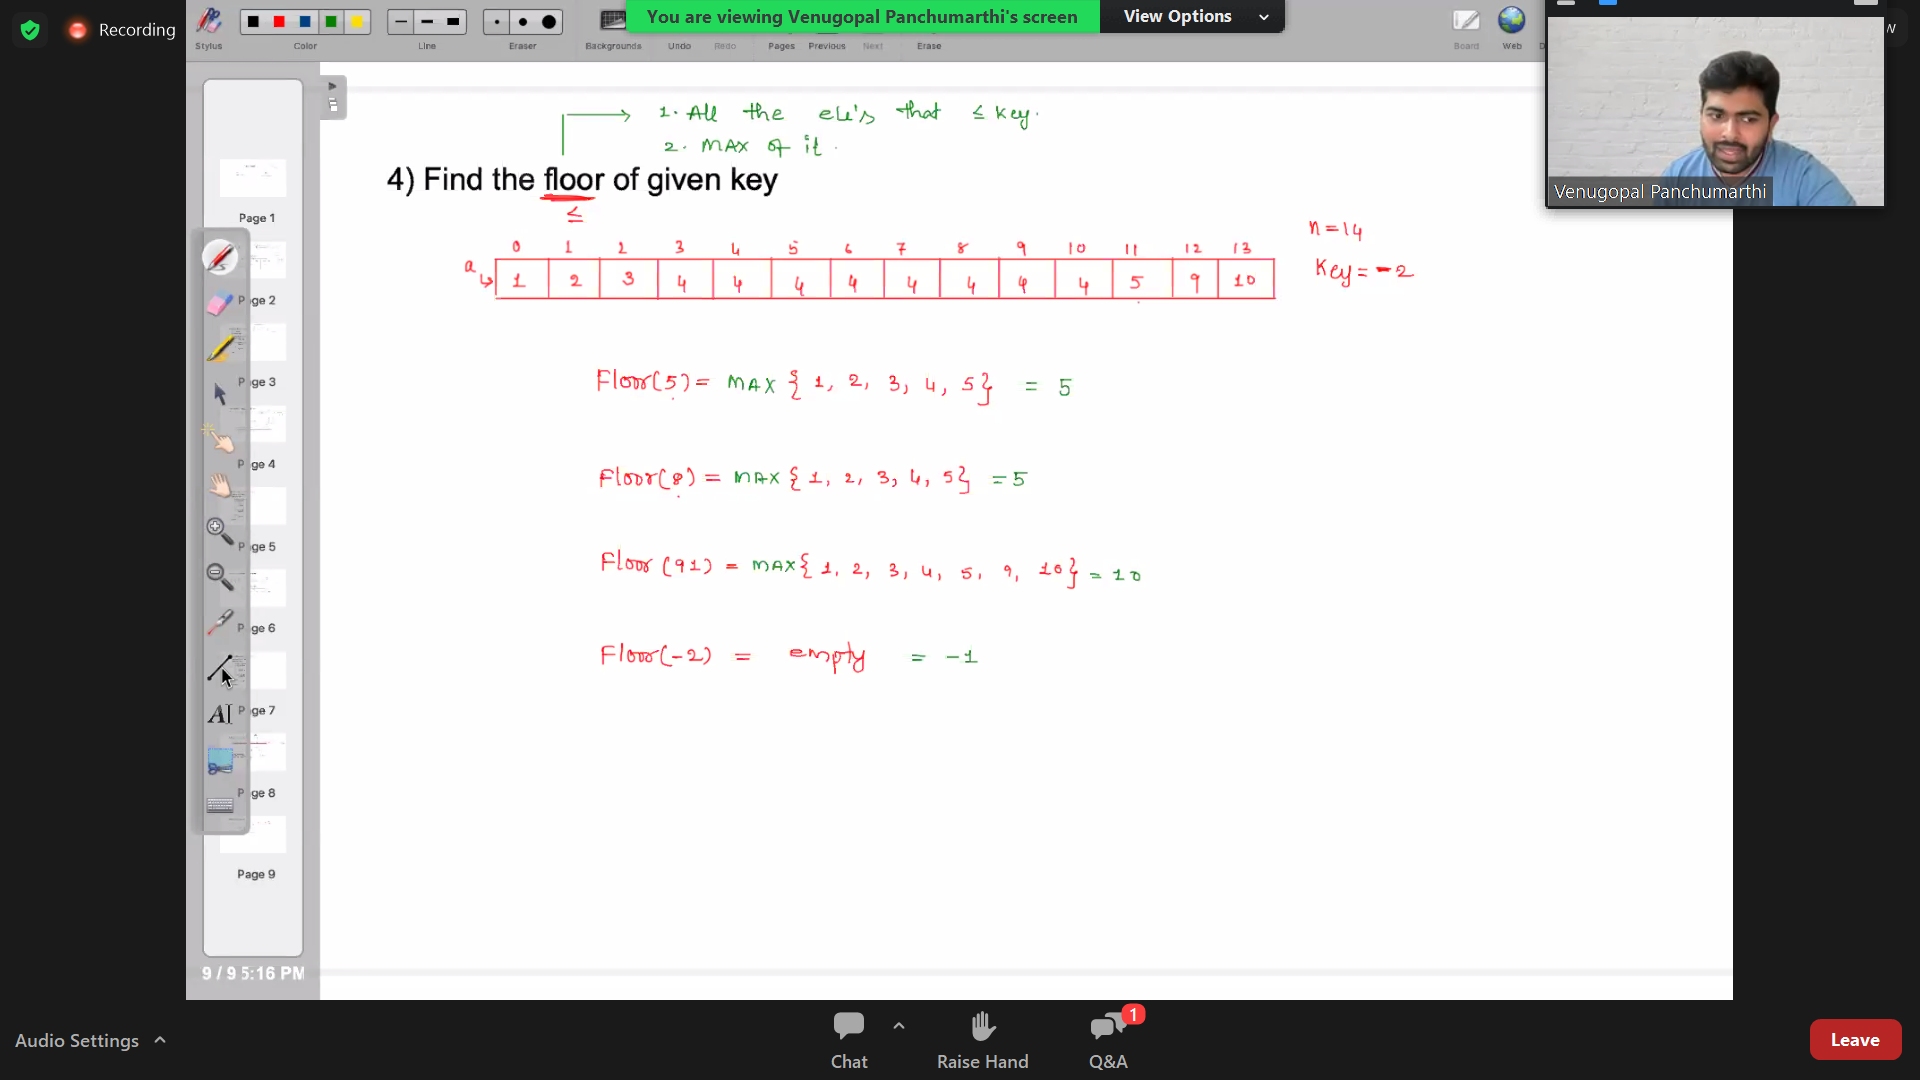 Recording
You are viewing Venugopal Panchumarthi's screen
View Options
Stylus
Color
Line
Eraser
Backgrounds
Undo
Redo
Pages
Previous
Next
Erase
Board
Web
Venugopal Panchumarthi
1. All the ele's that ≤ key.
2. MAX of it.
4) Find the floor of given key
≤
n=14
Key = -2
0 1 2 3 4 5 6 7 8 9 10 11 12 13
a
1 2 3 4 4 4 4 4 4 4 4 5 9 10
Floor(5) = MAX { 1, 2, 3, 4, 5} = 5
Floor(8) = MAX { 1, 2, 3, 4, 5} = 5
Floor (91) = MAX{ 1, 2, 3, 4, 5, 9, 10} = 10
Floor(-2) = empty = -1
Page 1
Page 2
Page 3
Page 4
Page 5
Page 6
AI
Page 7
Page 8
Page 9
9 / 9 5:16 PM
Audio Settings
Chat
Raise Hand
1
Q&A
Leave